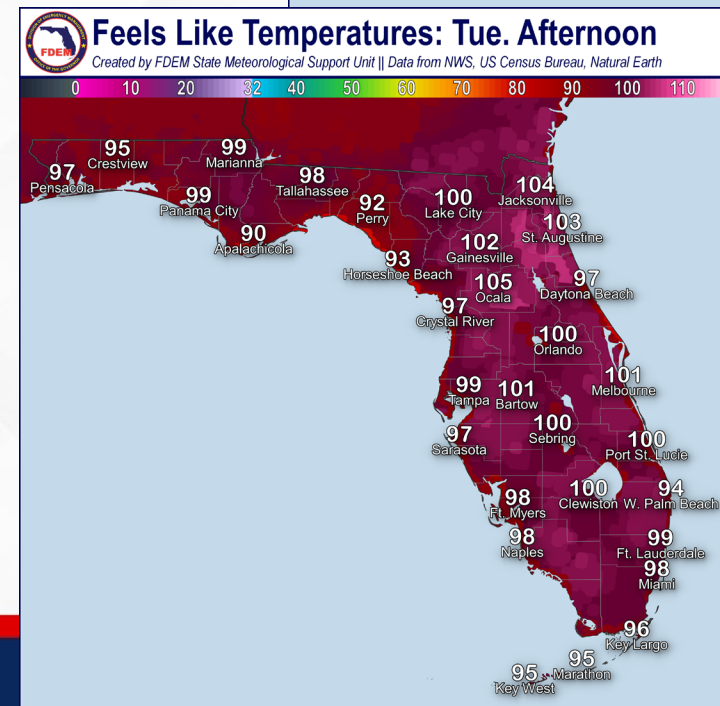 Feels Like Temperatures: Tue. Afternoon
Created by FDEM State Meteorological Support Unit || Data from NWS, US Census Bureau, Natural Earth
FDEM
0 10 20 32 40 50 60 70 80 90 100 110
95
Crestview
99
Marianna
97
Pensacola
98
Tallahassee
99
Panama City
92
Perry
100
Lake City
104
Jacksonville
90
Apalachicola
103
St. Augustine
102
Gainesville
93
Horseshoe Beach
105
Ocala
97
Daytona Beach
97
Crystal River
100
Orlando
99
Tampa
101
Bartow
101
Melbourne
97
Sarasota
100
Sebring
100
Port St. Lucie
98
Ft. Myers
100
Clewiston
94
W. Palm Beach
98
Naples
99
Ft. Lauderdale
98
Miami
96
Key Largo
95
Marathon
95
Key West